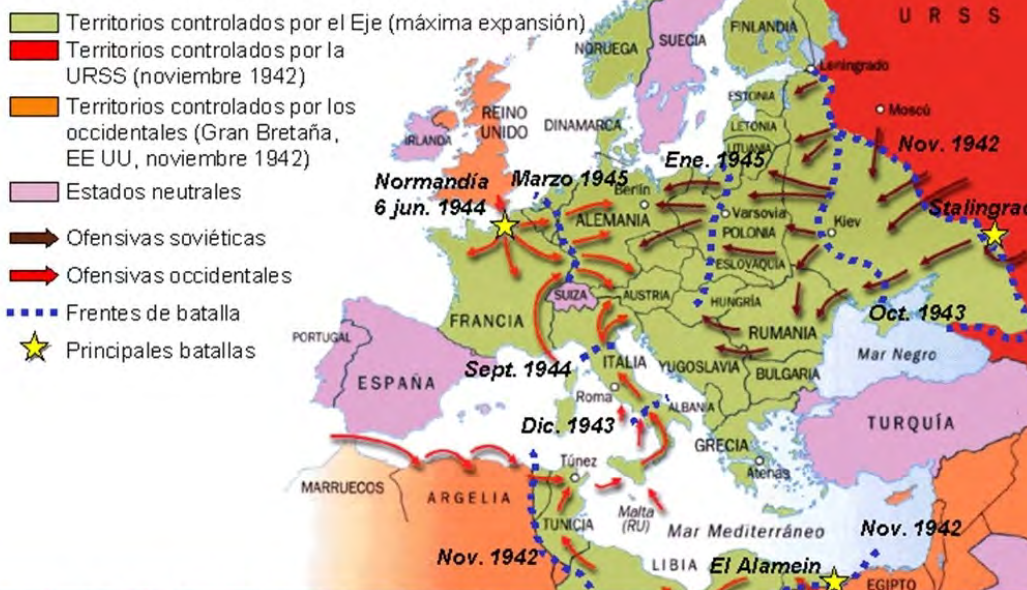 Territorios controlados por el Eje (máxima expansión)
Territorios controlados por la
URSS (noviembre 1942)
Territorios controlados por los
occidentales (Gran Bretaña,
EE UU, noviembre 1942)
Estados neutrales
Ofensivas soviéticas
Ofensivas occidentales
Frentes de batalla
Principales batallas
URSS
FINLANDIA
SUECIA
NORUEGA
Leningrado
ESTONIA
Moscú
REINO
UNIDO
DINAMARCA
LETONIA
IRLANDA
LITUANIA
Nov. 1942
Ene. 1945
Normandía
6 jun. 1944
Marzo 1945
Berlín
ALEMANIA
Varsovia
POLONIA
Kiev
Stalingrad
ESLOVAQUIA
SUIZA
AUSTRIA
HUNGRÍA
Oct. 1943
FRANCIA
RUMANIA
PORTUGAL
Mar Negro
Sept. 1944
ITALIA
YUGOSLAVIA
BULGARIA
ESPAÑA
Roma
ALBANIA
TURQUÍA
Dic. 1943
GRECIA
Atenas
Túnez
MARRUECOS
ARGELIA
Malta
(RU)
Mar Mediterráneo
TUNICIA
Nov. 1942
Nov. 1942
LIBIA
El Alamein
EGIPTO